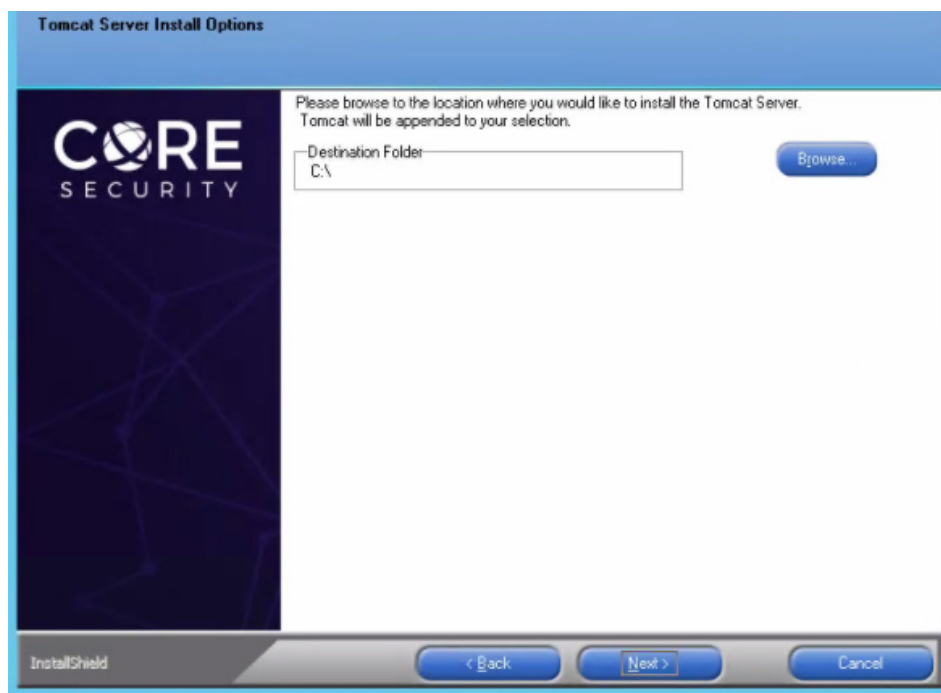 Tomcat Server Install Options
CORE
SECURITY
Please browse to the location where you would like to install the Tomcat Server.
Tomcat will be appended to your selection.
Destination Folder
C:\
Browse...
InstallShield
< Back
Next >
Cancel